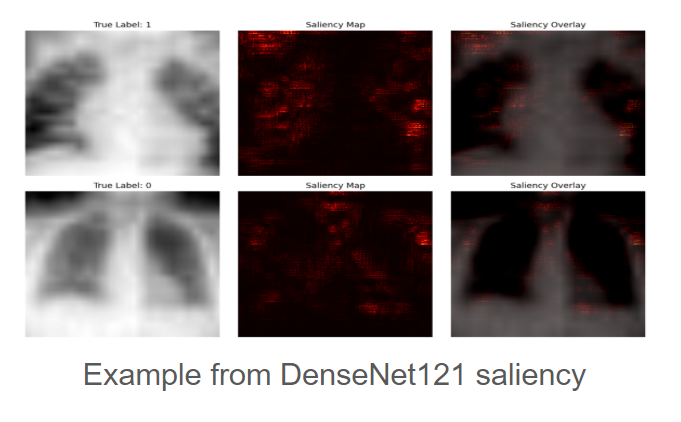 True Label: 1
Saliency Map
Saliency Overlay
True Label: 0
Saliency Map
Saliency Overlay
Example from DenseNet121 saliency